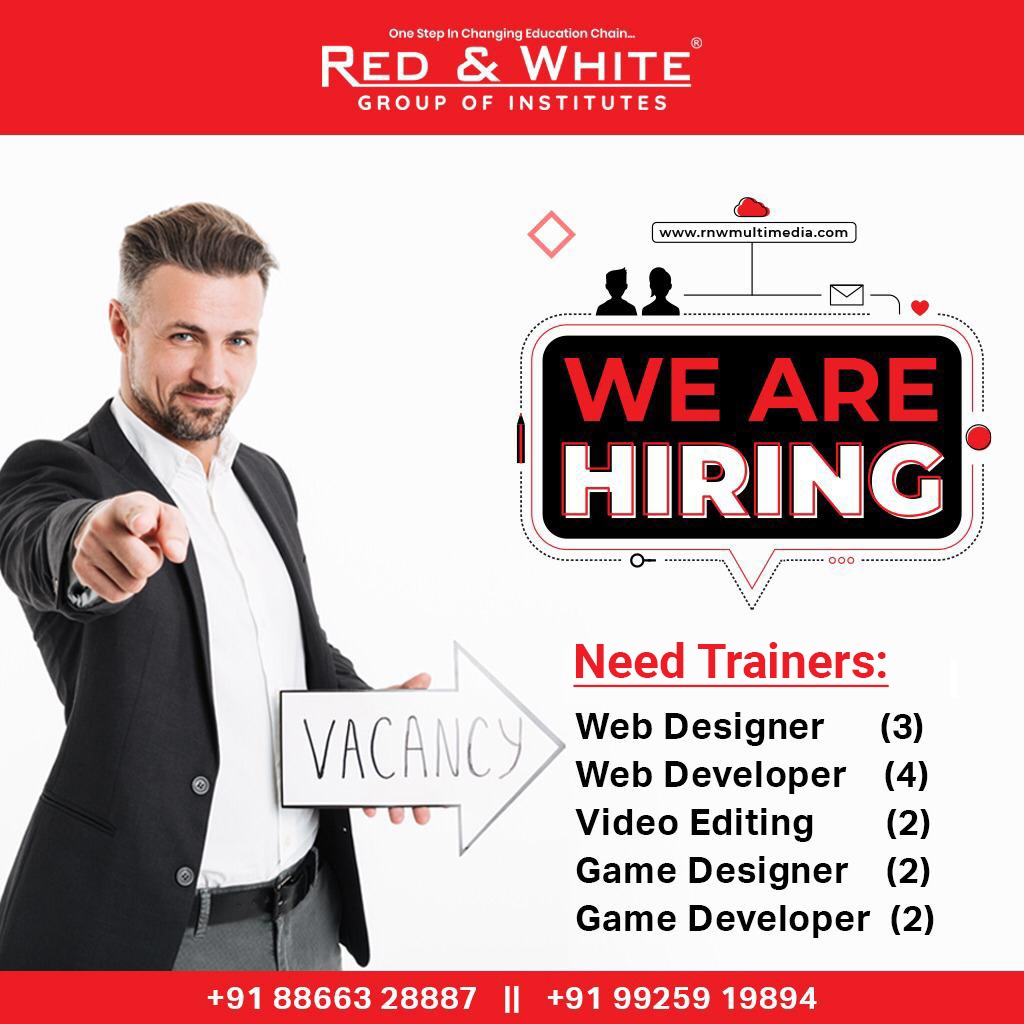 One Step In Changing Education Chain...
RED & WHITE®
GROUP OF INSTITUTES
www.rnwmultimedia.com
WE ARE
HIRING
VACANCY
Need Trainers:
Web Designer (3)
Web Developer (4)
Video Editing (2)
Game Designer (2)
Game Developer (2)
+91 88663 28887 || +91 99259 19894